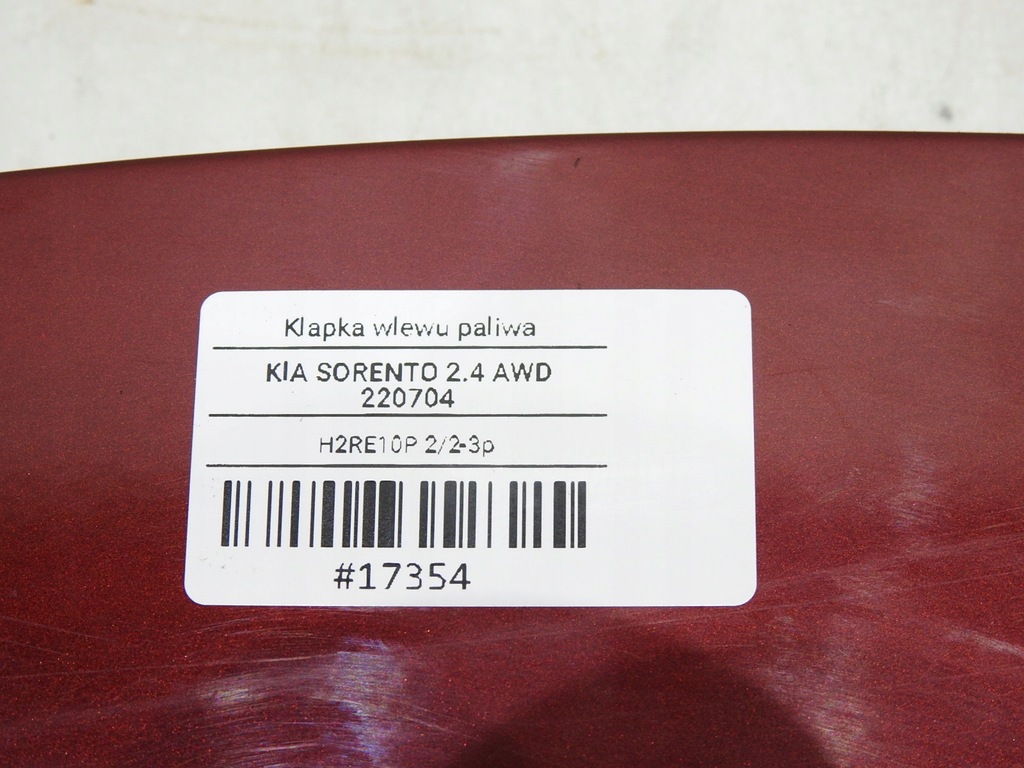 Klapka wlewu paliwa
KIA SORENTO 2.4 AWD
220704
H2RE10P 2/2-3p
#17354